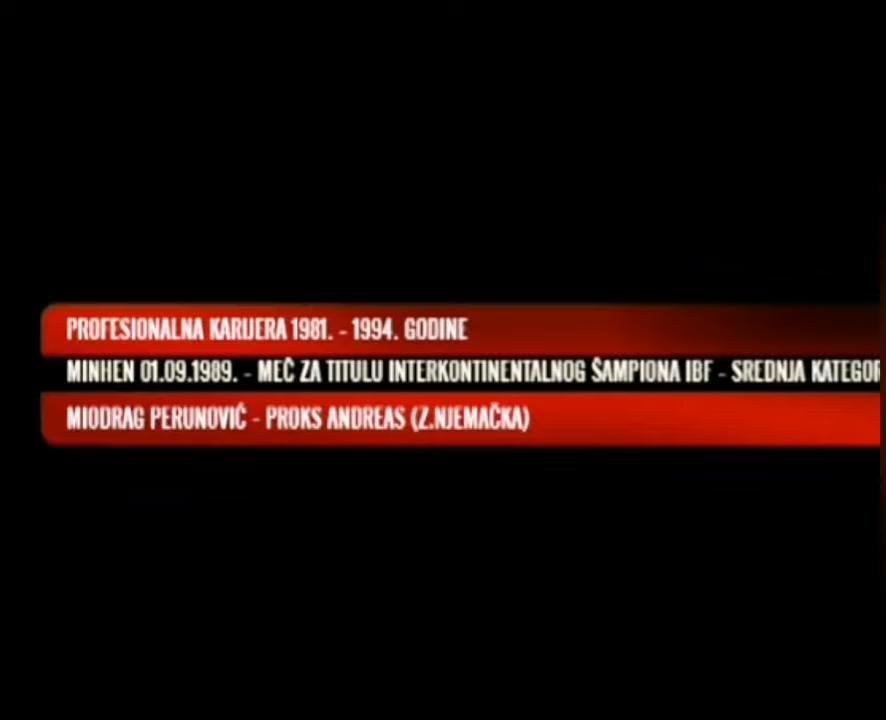 PROFESIONALNA KARIJERA 1981. - 1994. GODINE
MINHEN 01.09.1989. - MEČ ZA TITULU INTERKONTINENTALNOG ŠAMPIONA IBF - SREDNJA KATEGOR
MIODRAG PERUNOVIĆ - PROKS ANDREAS (Z.NJEMAČKA)